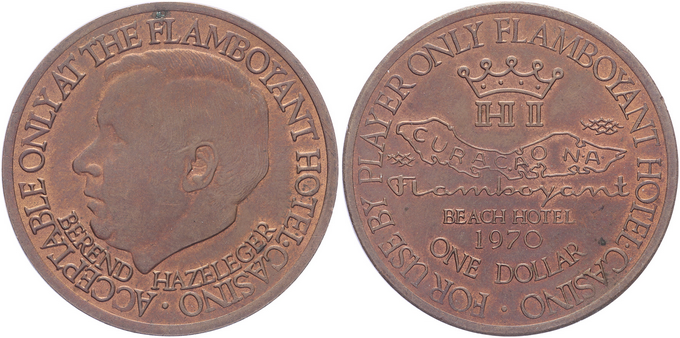 ACCEPTABLE ONLY AT THE FLAMBOYANT HOTEL·CASINO ·
BEREND HAZELEGER
FOR USE BY PLAYER ONLY FLAMBOYANT HOTEL·CASINO ·
CURAÇAO N.A.
Flamboyant
BEACH HOTEL
1970
ONE DOLLAR